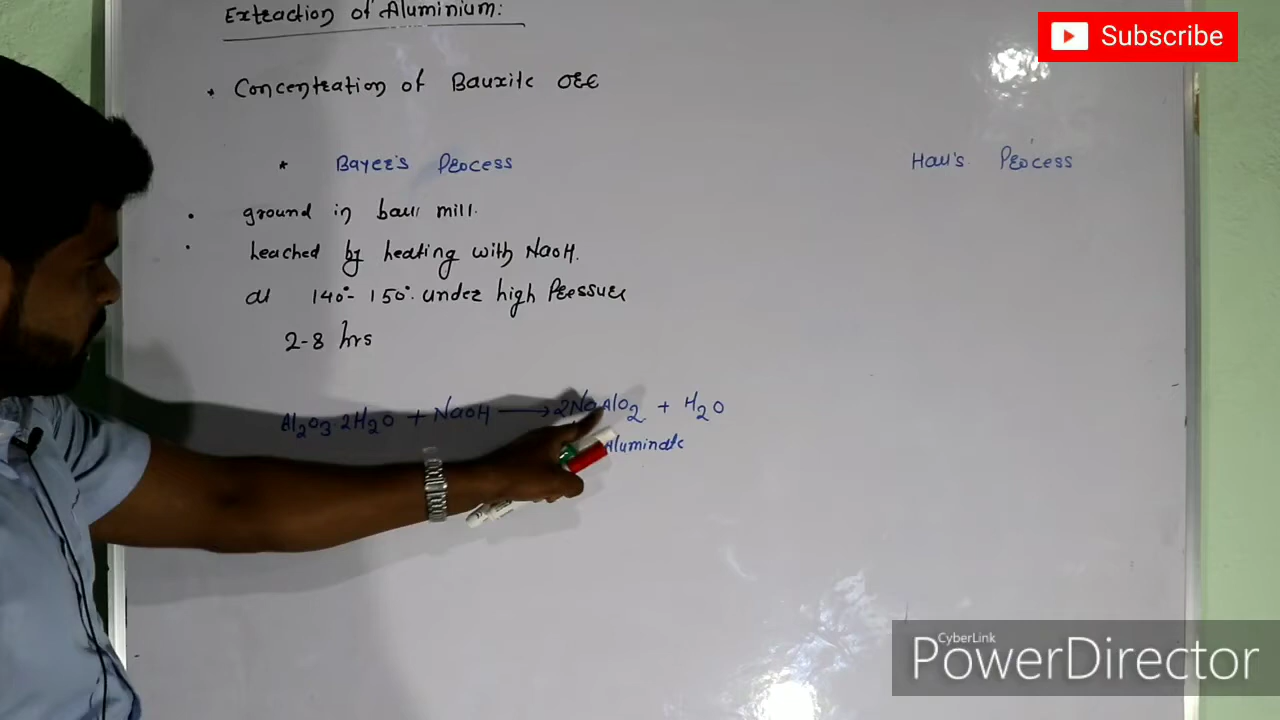 Extraction of Aluminium:
Subscribe
* Concentration of Bauxite ore
* Bayer's Process
Hall's Process
• ground in ball mill.
• Leached by heating with NaOH.
at 140°- 150° under high Pressure
2-8 hrs
Al2O3.2H2O + NaOH → 2NaAlO2 + H2O
Aluminate
CyberLink
PowerDirector